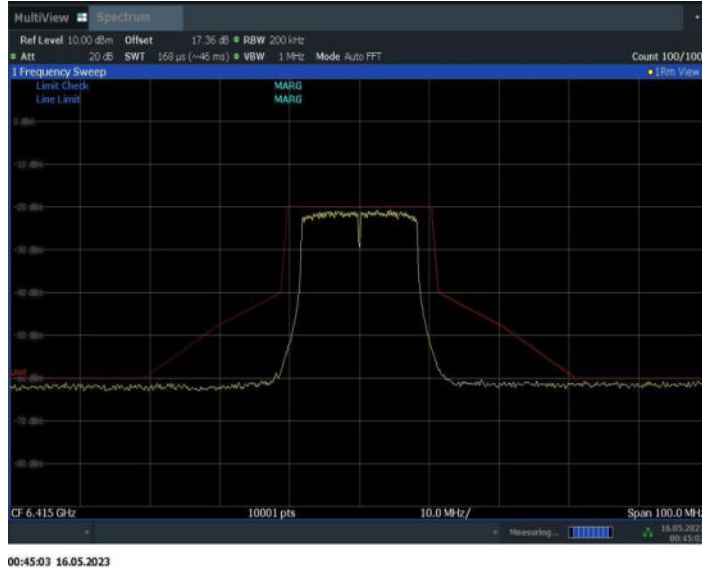 MultiView Spectrum
Ref Level 10.00 dBm Offset 17.36 dB RBW 200 kHz
Att 20 dB SWT 168 µs (~46 ms) VBW 1 MHz Mode Auto FFT Count 100/100
1 Frequency Sweep 1Rm View
Limit Check MARG
Line Limit MARG
0 dBm
-10 dBm
-20 dBm
-30 dBm
-40 dBm
-50 dBm
-60 dBm
-70 dBm
-80 dBm
CF 6.415 GHz 10001 pts 10.0 MHz/ Span 100.0 MHz
Measuring... 16.05.2023
00:45:03
00:45:03 16.05.2023